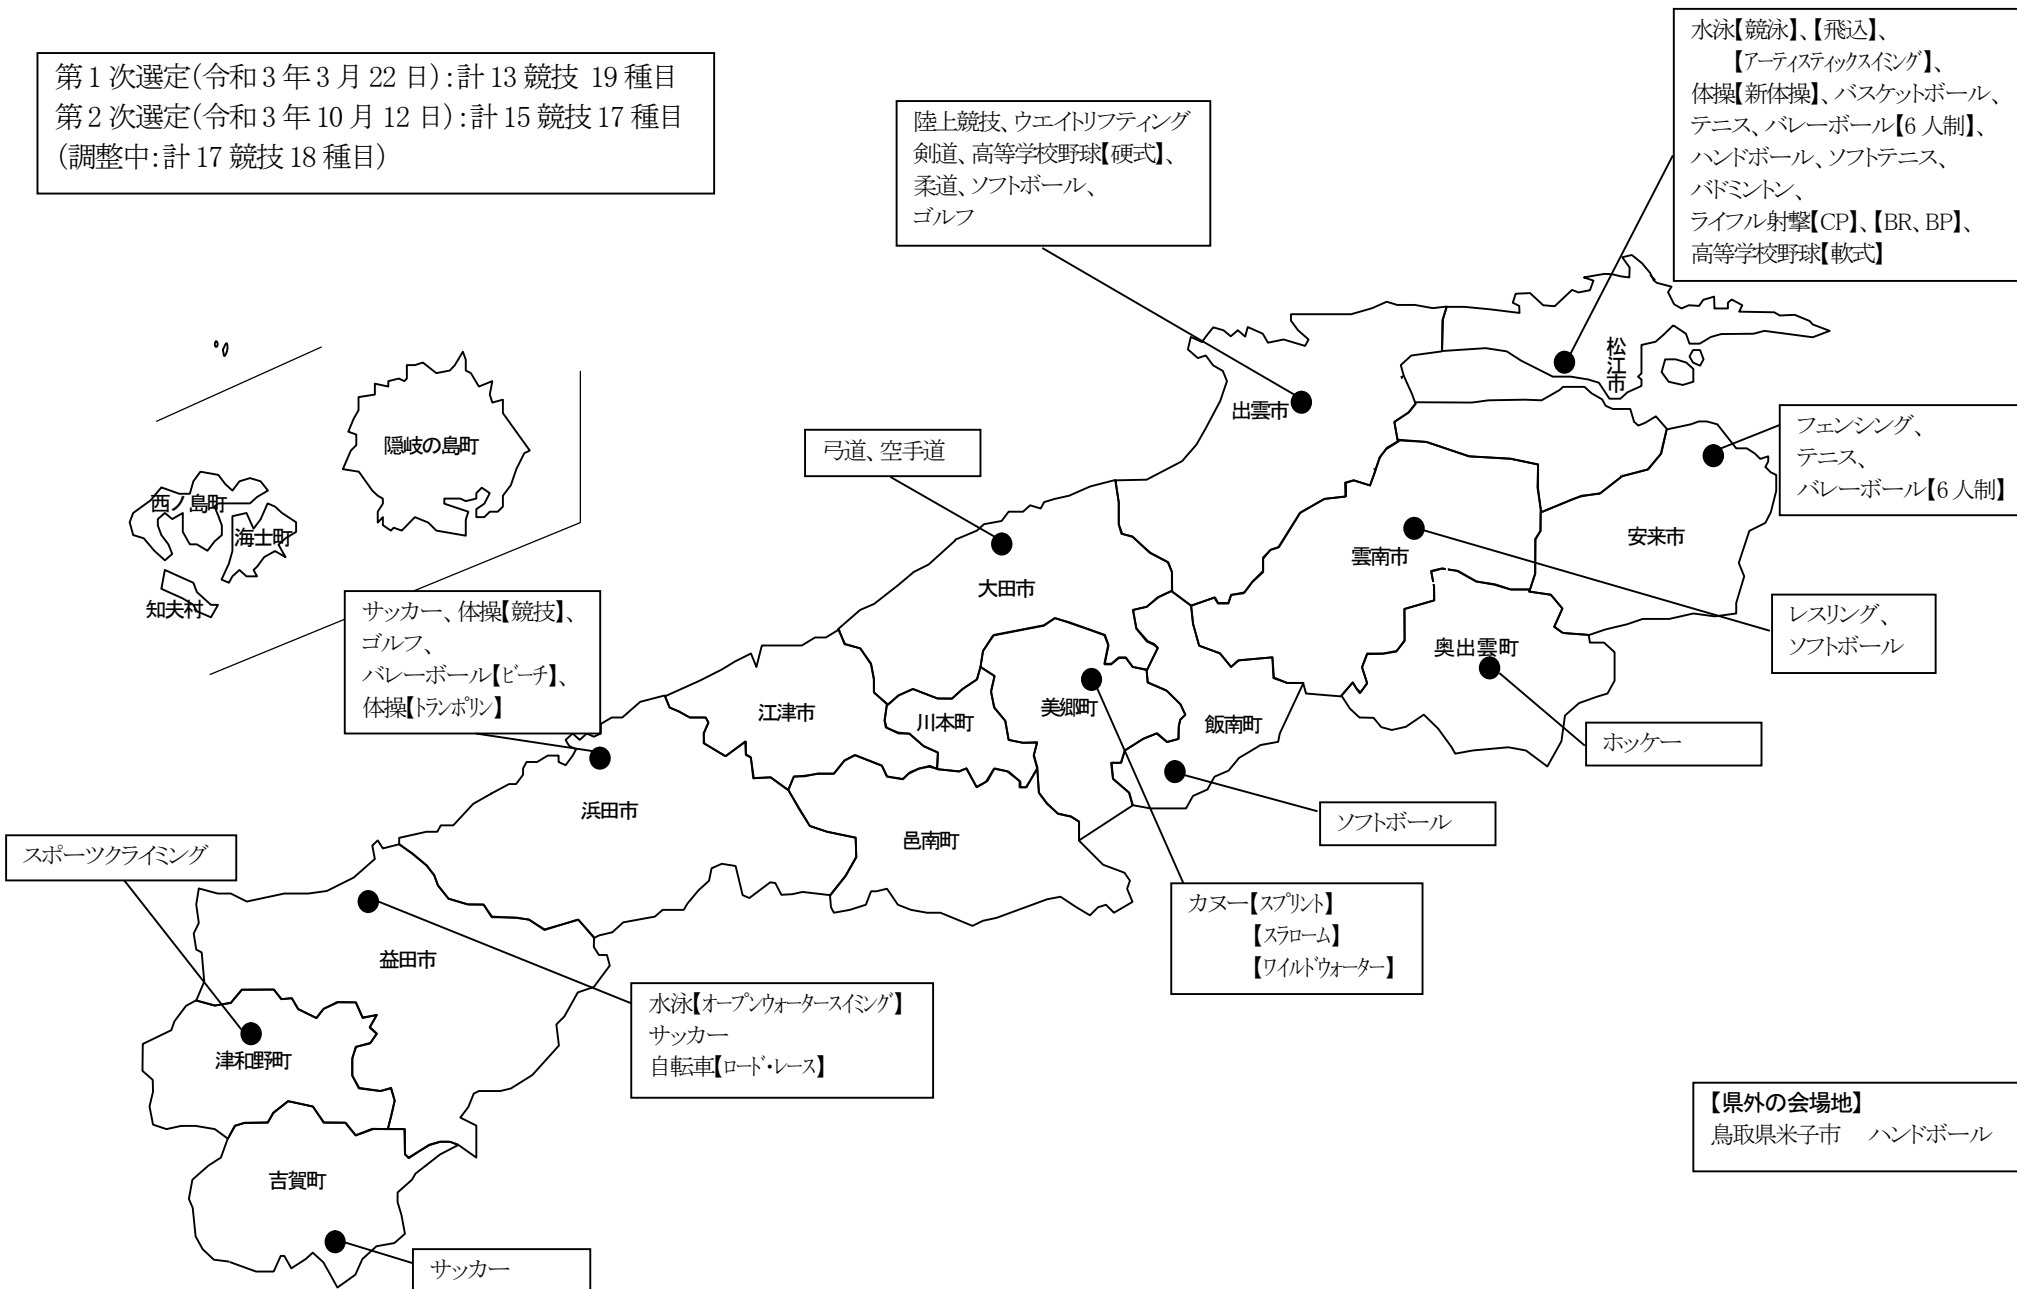 第1次選定(令和3年3月22日):計13競技 19種目
第2次選定(令和3年10月12日):計15競技17種目
(調整中:計17競技18種目)
水泳【競泳】、【飛込】、
【アーティスティックスイミング】、
体操【新体操】、バスケットボール、
テニス、バレーボール【6人制】、
ハンドボール、ソフトテニス、
バドミントン、
ライフル射撃【CP】、【BR、BP】、
高等学校野球【軟式】
陸上競技、ウエイトリフティング
剣道、高等学校野球【硬式】、
柔道、ソフトボール、
ゴルフ
松江市
出雲市
フェンシング、
テニス、
バレーボール【6人制】
弓道、空手道
隠岐の島町
西ノ島町
海士町
知夫村
安来市
雲南市
大田市
レスリング、
ソフトボール
サッカー、体操【競技】、
ゴルフ、
バレーボール【ビーチ】、
体操【トランポリン】
奥出雲町
美郷町
川本町
江津市
飯南町
ホッケー
浜田市
邑南町
ソフトボール
スポーツクライミング
カヌー【スプリント】
【スラローム】
【ワイルドウォーター】
益田市
水泳【オープンウォータースイミング】
サッカー
自転車【ロード・レース】
津和野町
【県外の会場地】
鳥取県米子市 ハンドボール
吉賀町
サッカー